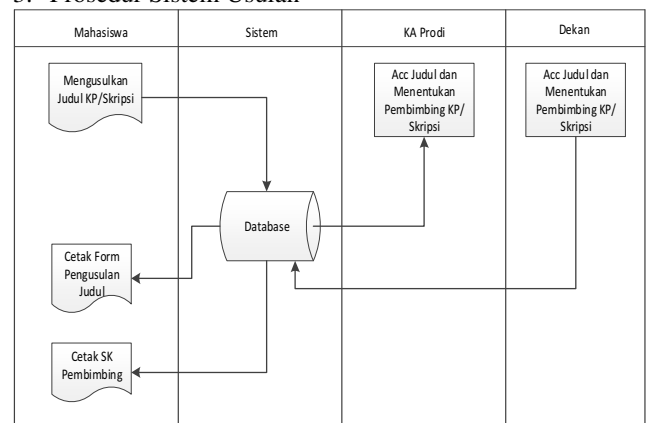 3. Prosedur Sistem Usulan
Mahasiswa
Sistem
KA Prodi
Dekan
Mengusulkan
Judul KP/Skripsi
Acc Judul dan
Menentukan
Pembimbing KP/
Skripsi
Acc Judul dan
Menentukan
Pembimbing KP/
Skripsi
Database
Cetak Form
Pengusulan
Judul
Cetak SK
Pembimbing